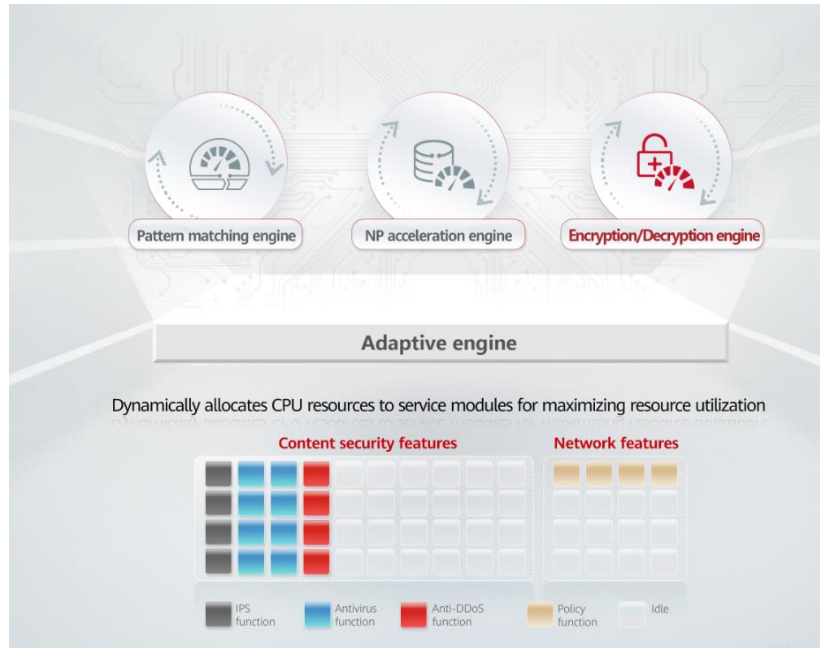 Pattern matching engine
NP acceleration engine
Encryption/Decryption engine
Adaptive engine
Dynamically allocates CPU resources to service modules for maximizing resource utilization
Content security features
Network features
IPS
function
Antivirus
function
Anti-DDoS
function
Policy
function
Idle